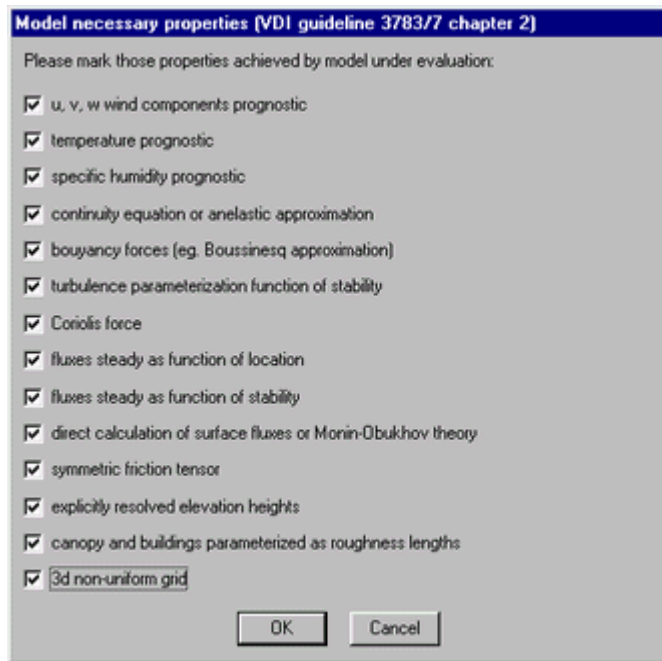 Model necessary properties (VDI guideline 3783/7 chapter 2)
Please mark those properties achieved by model under evaluation:
u, v, w wind components prognostic
temperature prognostic
specific humidity prognostic
continuity equation or anelastic approximation
bouyancy forces (eg. Boussinesq approximation)
turbulence parameterization function of stability
Coriolis force
fluxes steady as function of location
fluxes steady as function of stability
direct calculation of surface fluxes or Monin-Obukhov theory
symmetric friction tensor
explicitly resolved elevation heights
canopy and buildings parameterized as roughness lengths
3d non-uniform grid
OK Cancel